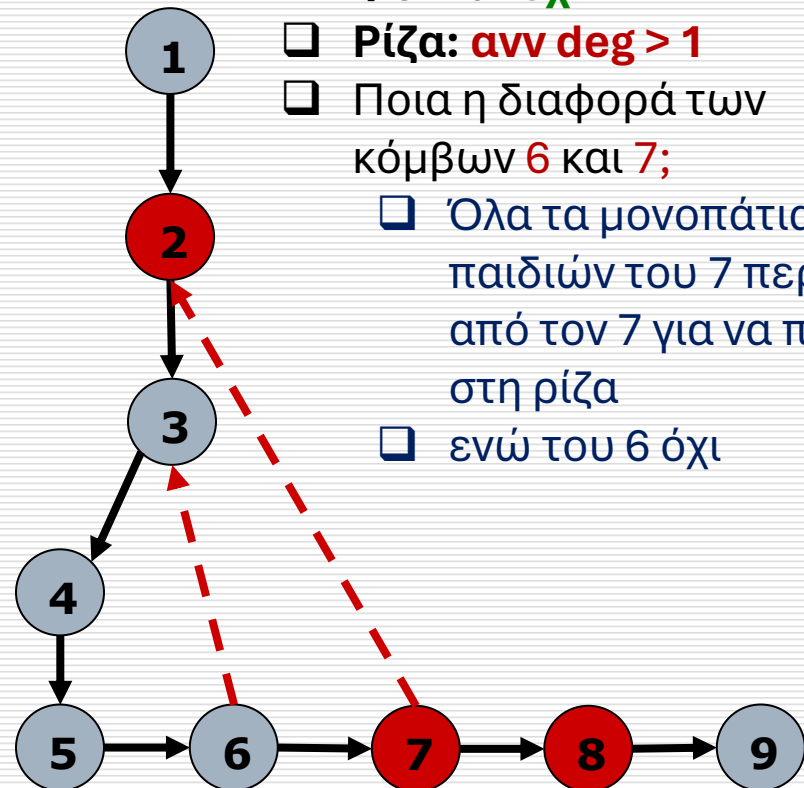 Ρίζα: ανν deg > 1
Ποια η διαφορά των
κόμβων 6 και 7;
Όλα τα μονοπάτια
παιδιών του 7
από τον 7 για να
στη ρίζα
ενώ του 6 όχι
1
2
3
4
5 6 7 8 9